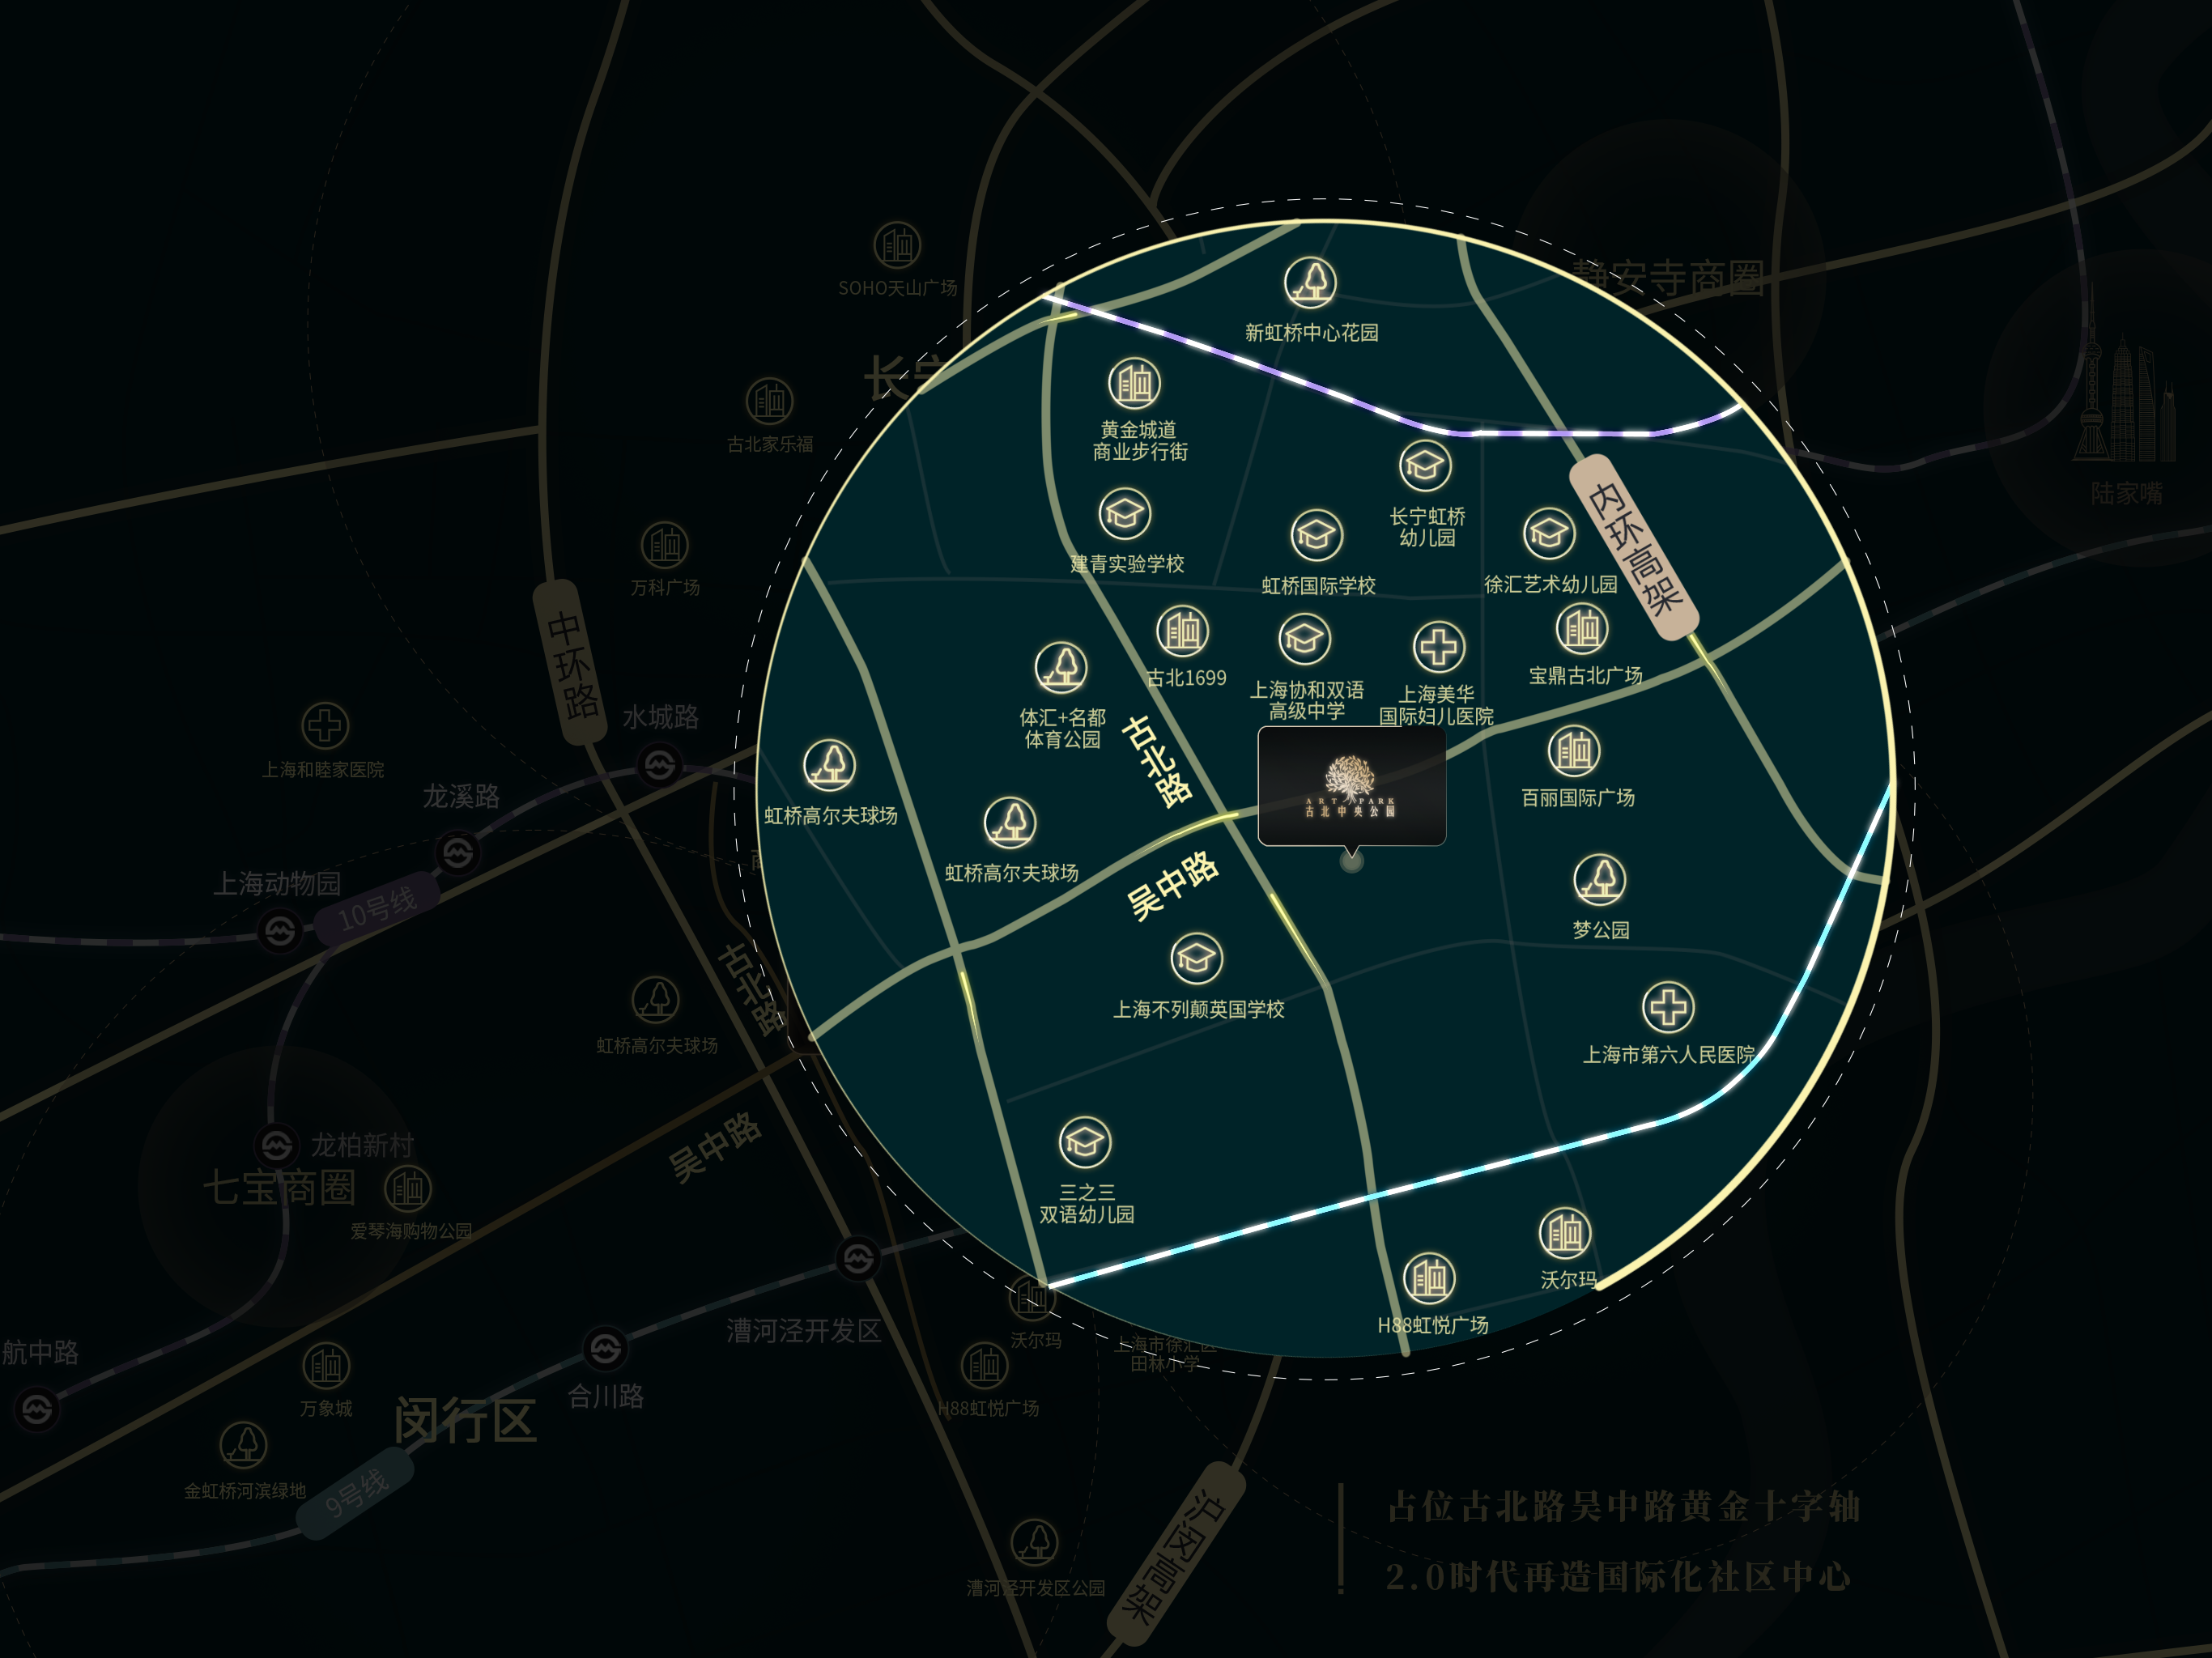 SOHO天山广场
静安寺商圈
新虹桥中心花园
长宁
古北家乐福
黄金城道
商业步行街
陆家嘴
内环高架
长宁虹桥
幼儿园
建青实验学校
虹桥国际学校
徐汇艺术幼儿园
万科广场
中环路
古北1699
上海协和双语
高级中学
上海美华
国际妇儿医院
宝鼎古北广场
体汇+名都
体育公园
水城路
上海和睦家医院
龙溪路
古北路
ART PARK
古北中央公园
百丽国际广场
虹桥高尔夫球场
虹桥高尔夫球场
上海动物园
10号线
吴中路
梦公园
古北路
上海不列颠英国学校
虹桥高尔夫球场
上海市第六人民医院
龙柏新村
七宝商圈
吴中路
爱琴海购物公园
三之三
双语幼儿园
沃尔玛
H88虹悦广场
漕河泾开发区
沃尔玛
上海市徐汇区
田林小学
航中路
合川路
万象城
H88虹悦广场
闵行区
金虹桥河滨绿地
9号线
沪闵高架
漕河泾开发区公园
占位古北路吴中路黄金十字轴
2.0时代再造国际化社区中心